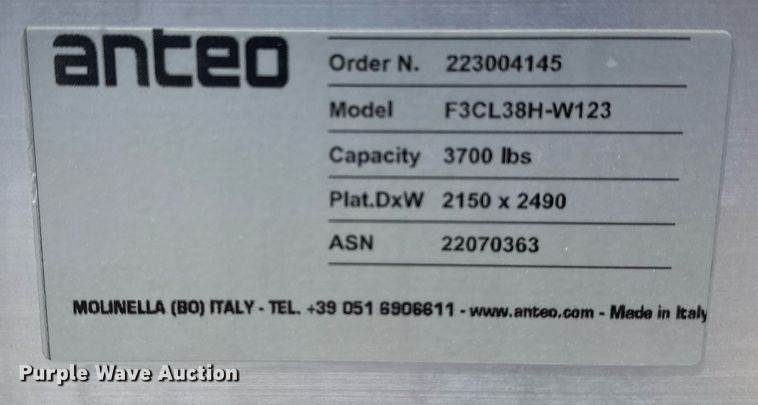 anteo
Order N. 223004145
Model F3CL38H-W123
Capacity 3700 lbs
Plat.DxW 2150 x 2490
ASN 22070363
MOLINELLA (BO) ITALY - TEL. +39 051 6906611 - www.anteo.com - Made in Italy
Purple Wave Auction